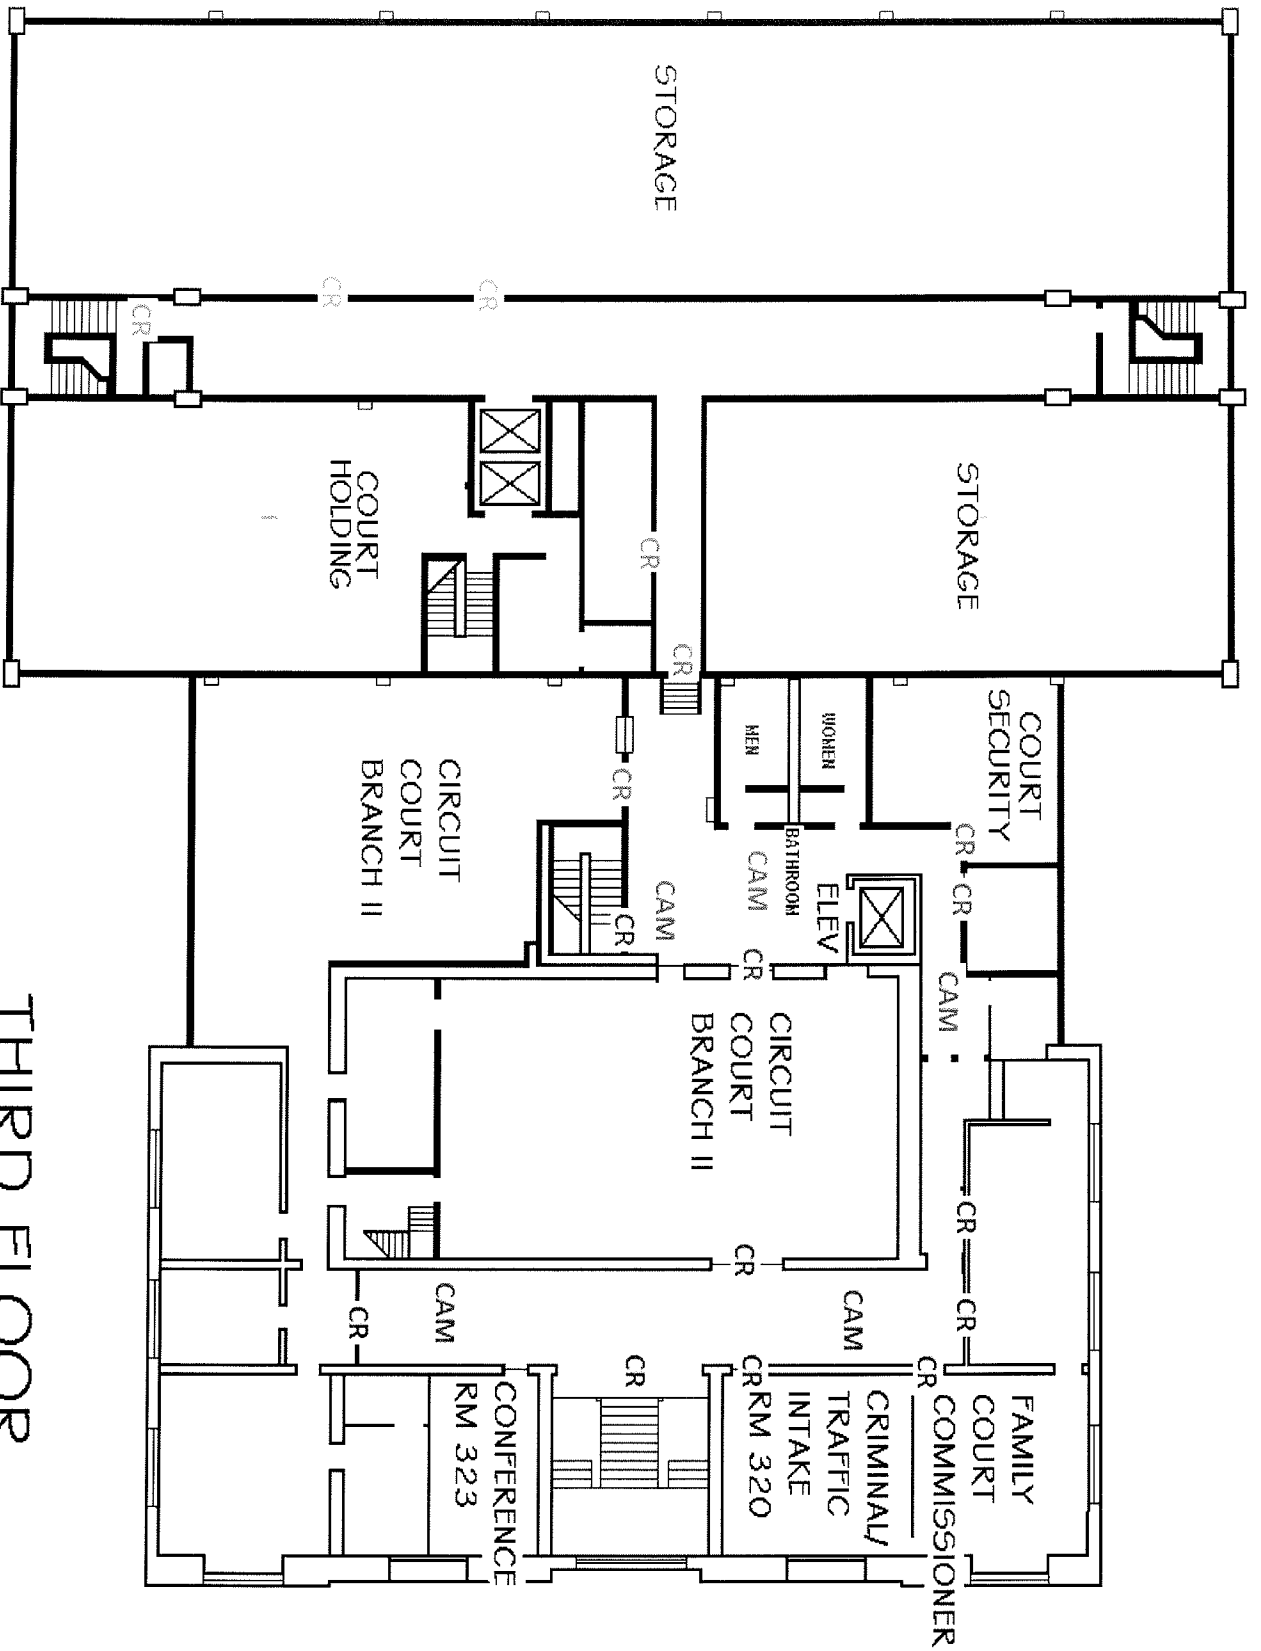 STORAGE
COURT
SECURITY
CR
CR
CAM
CR
CR
FAMILY
COURT
COMMISSIONER
CR
CRIMINAL/
TRAFFIC
INTAKE
RM 320
CAM
ELEV
WOMEN
BATHROOM
MEN
CAM
CR
CIRCUIT
COURT
BRANCH II
CR
CR
STORAGE
CR
CR
CAM
CR
CR
CR
CONFERENCE
RM 323
CR
CIRCUIT
COURT
BRANCH II
CAM
COURT
HOLDING
CR
CR
CR
THIRD FLOOR